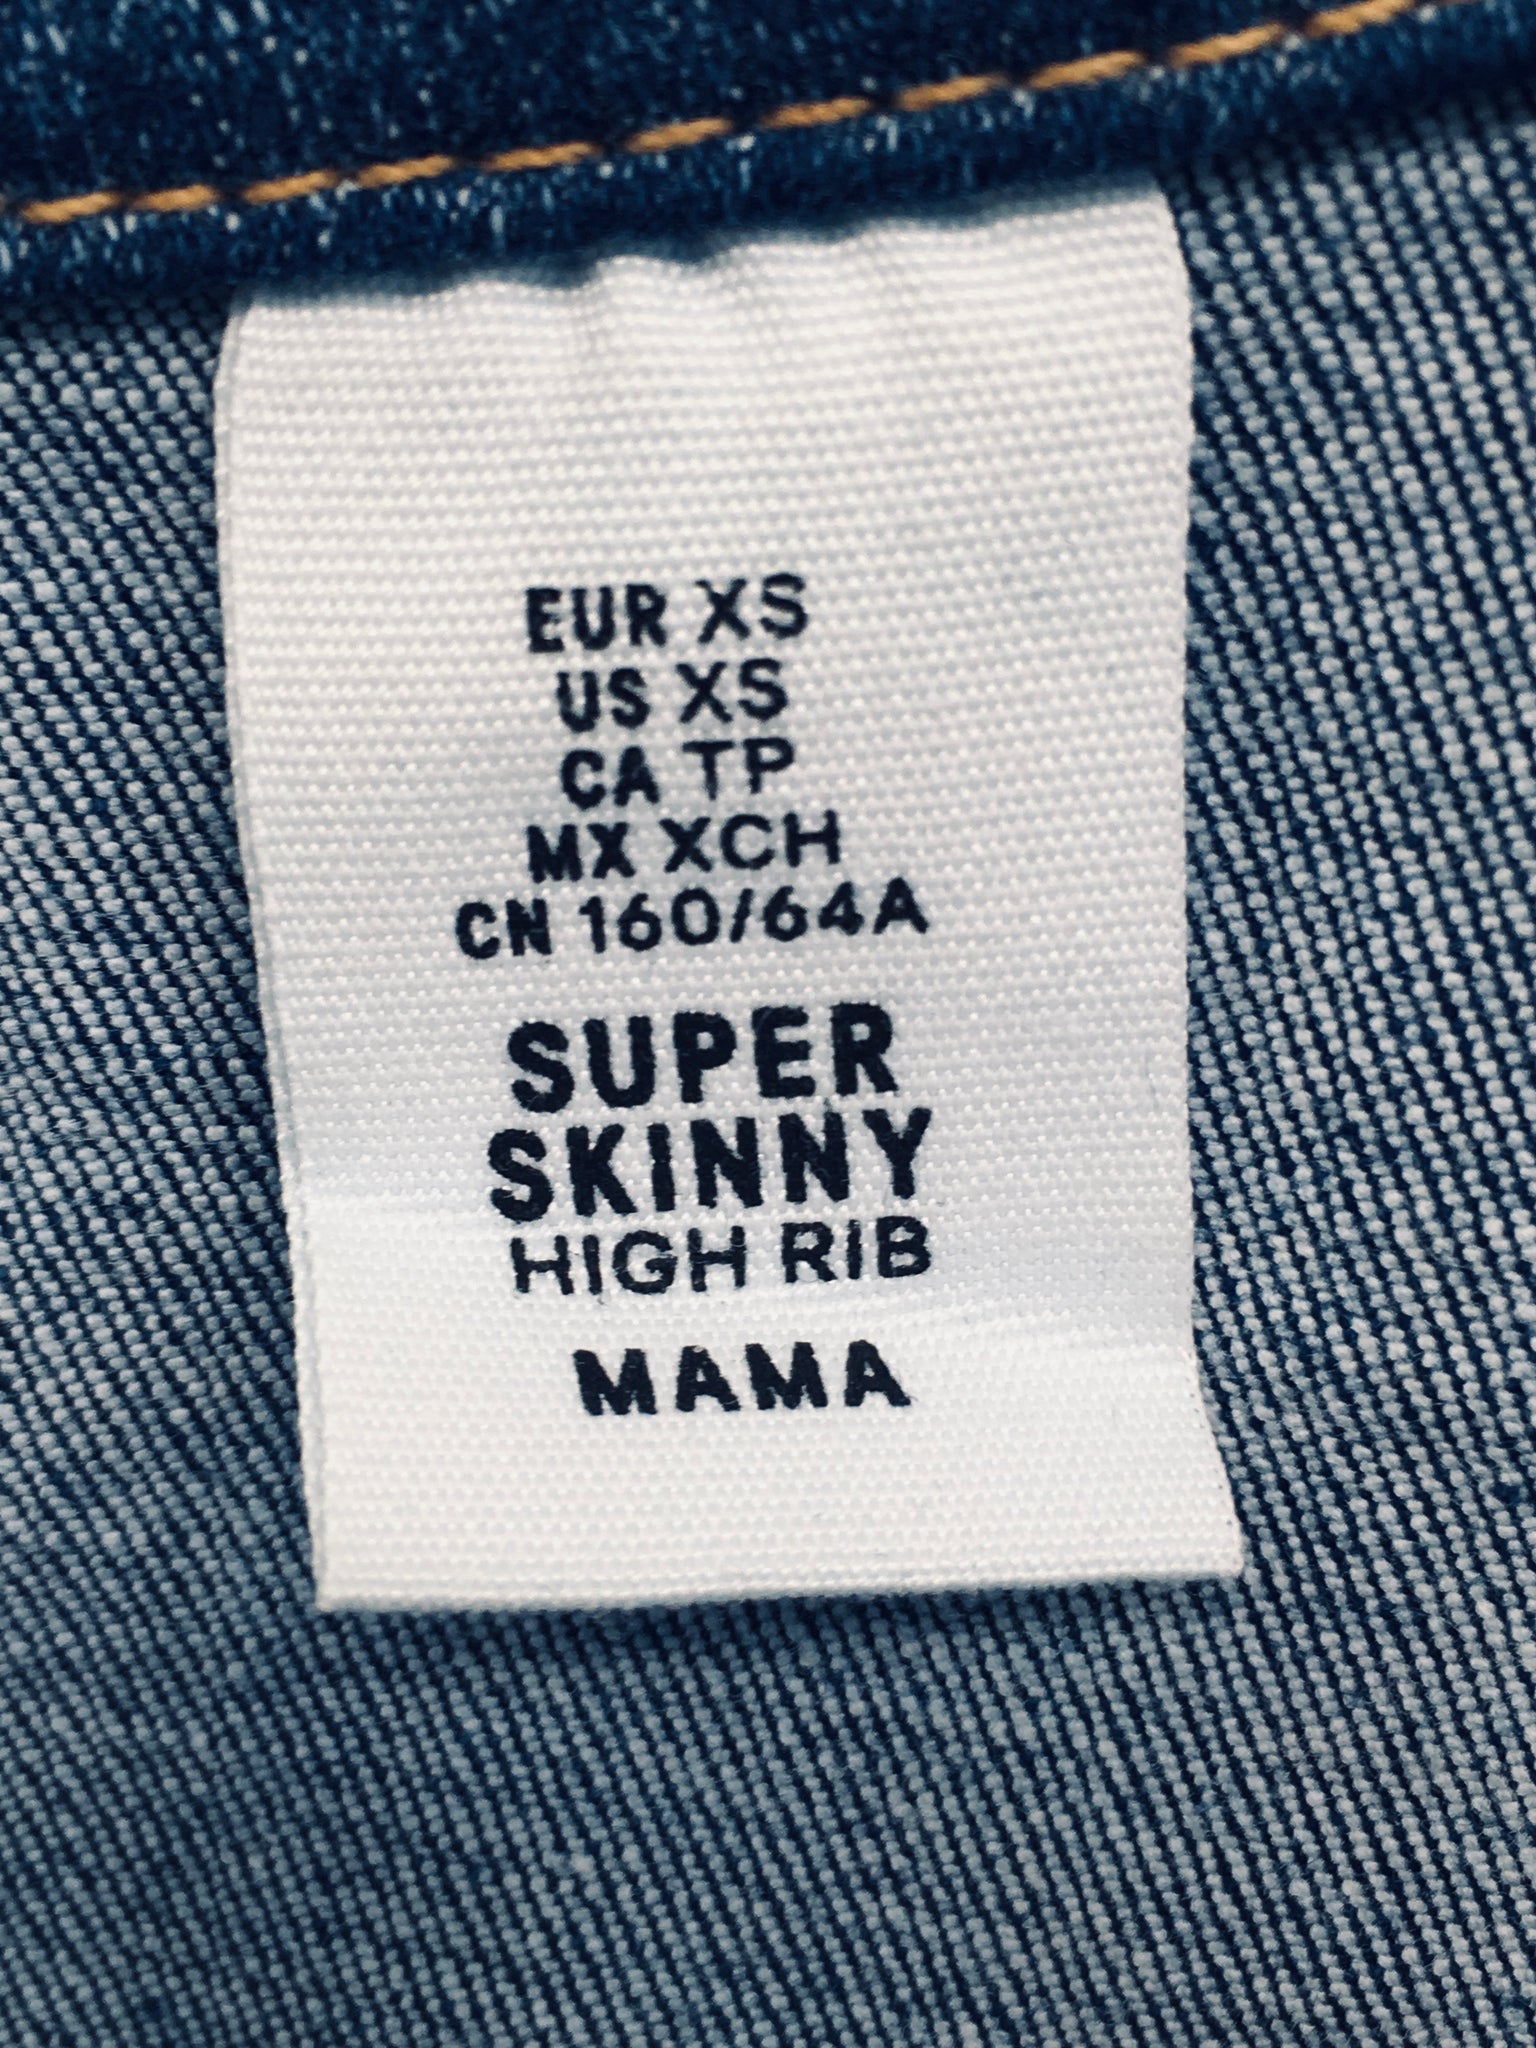 EUR XS
US XS
CA TP
MX XCH
CN 160/64A
SUPER
SKINNY
HIGH RIB
MAMA